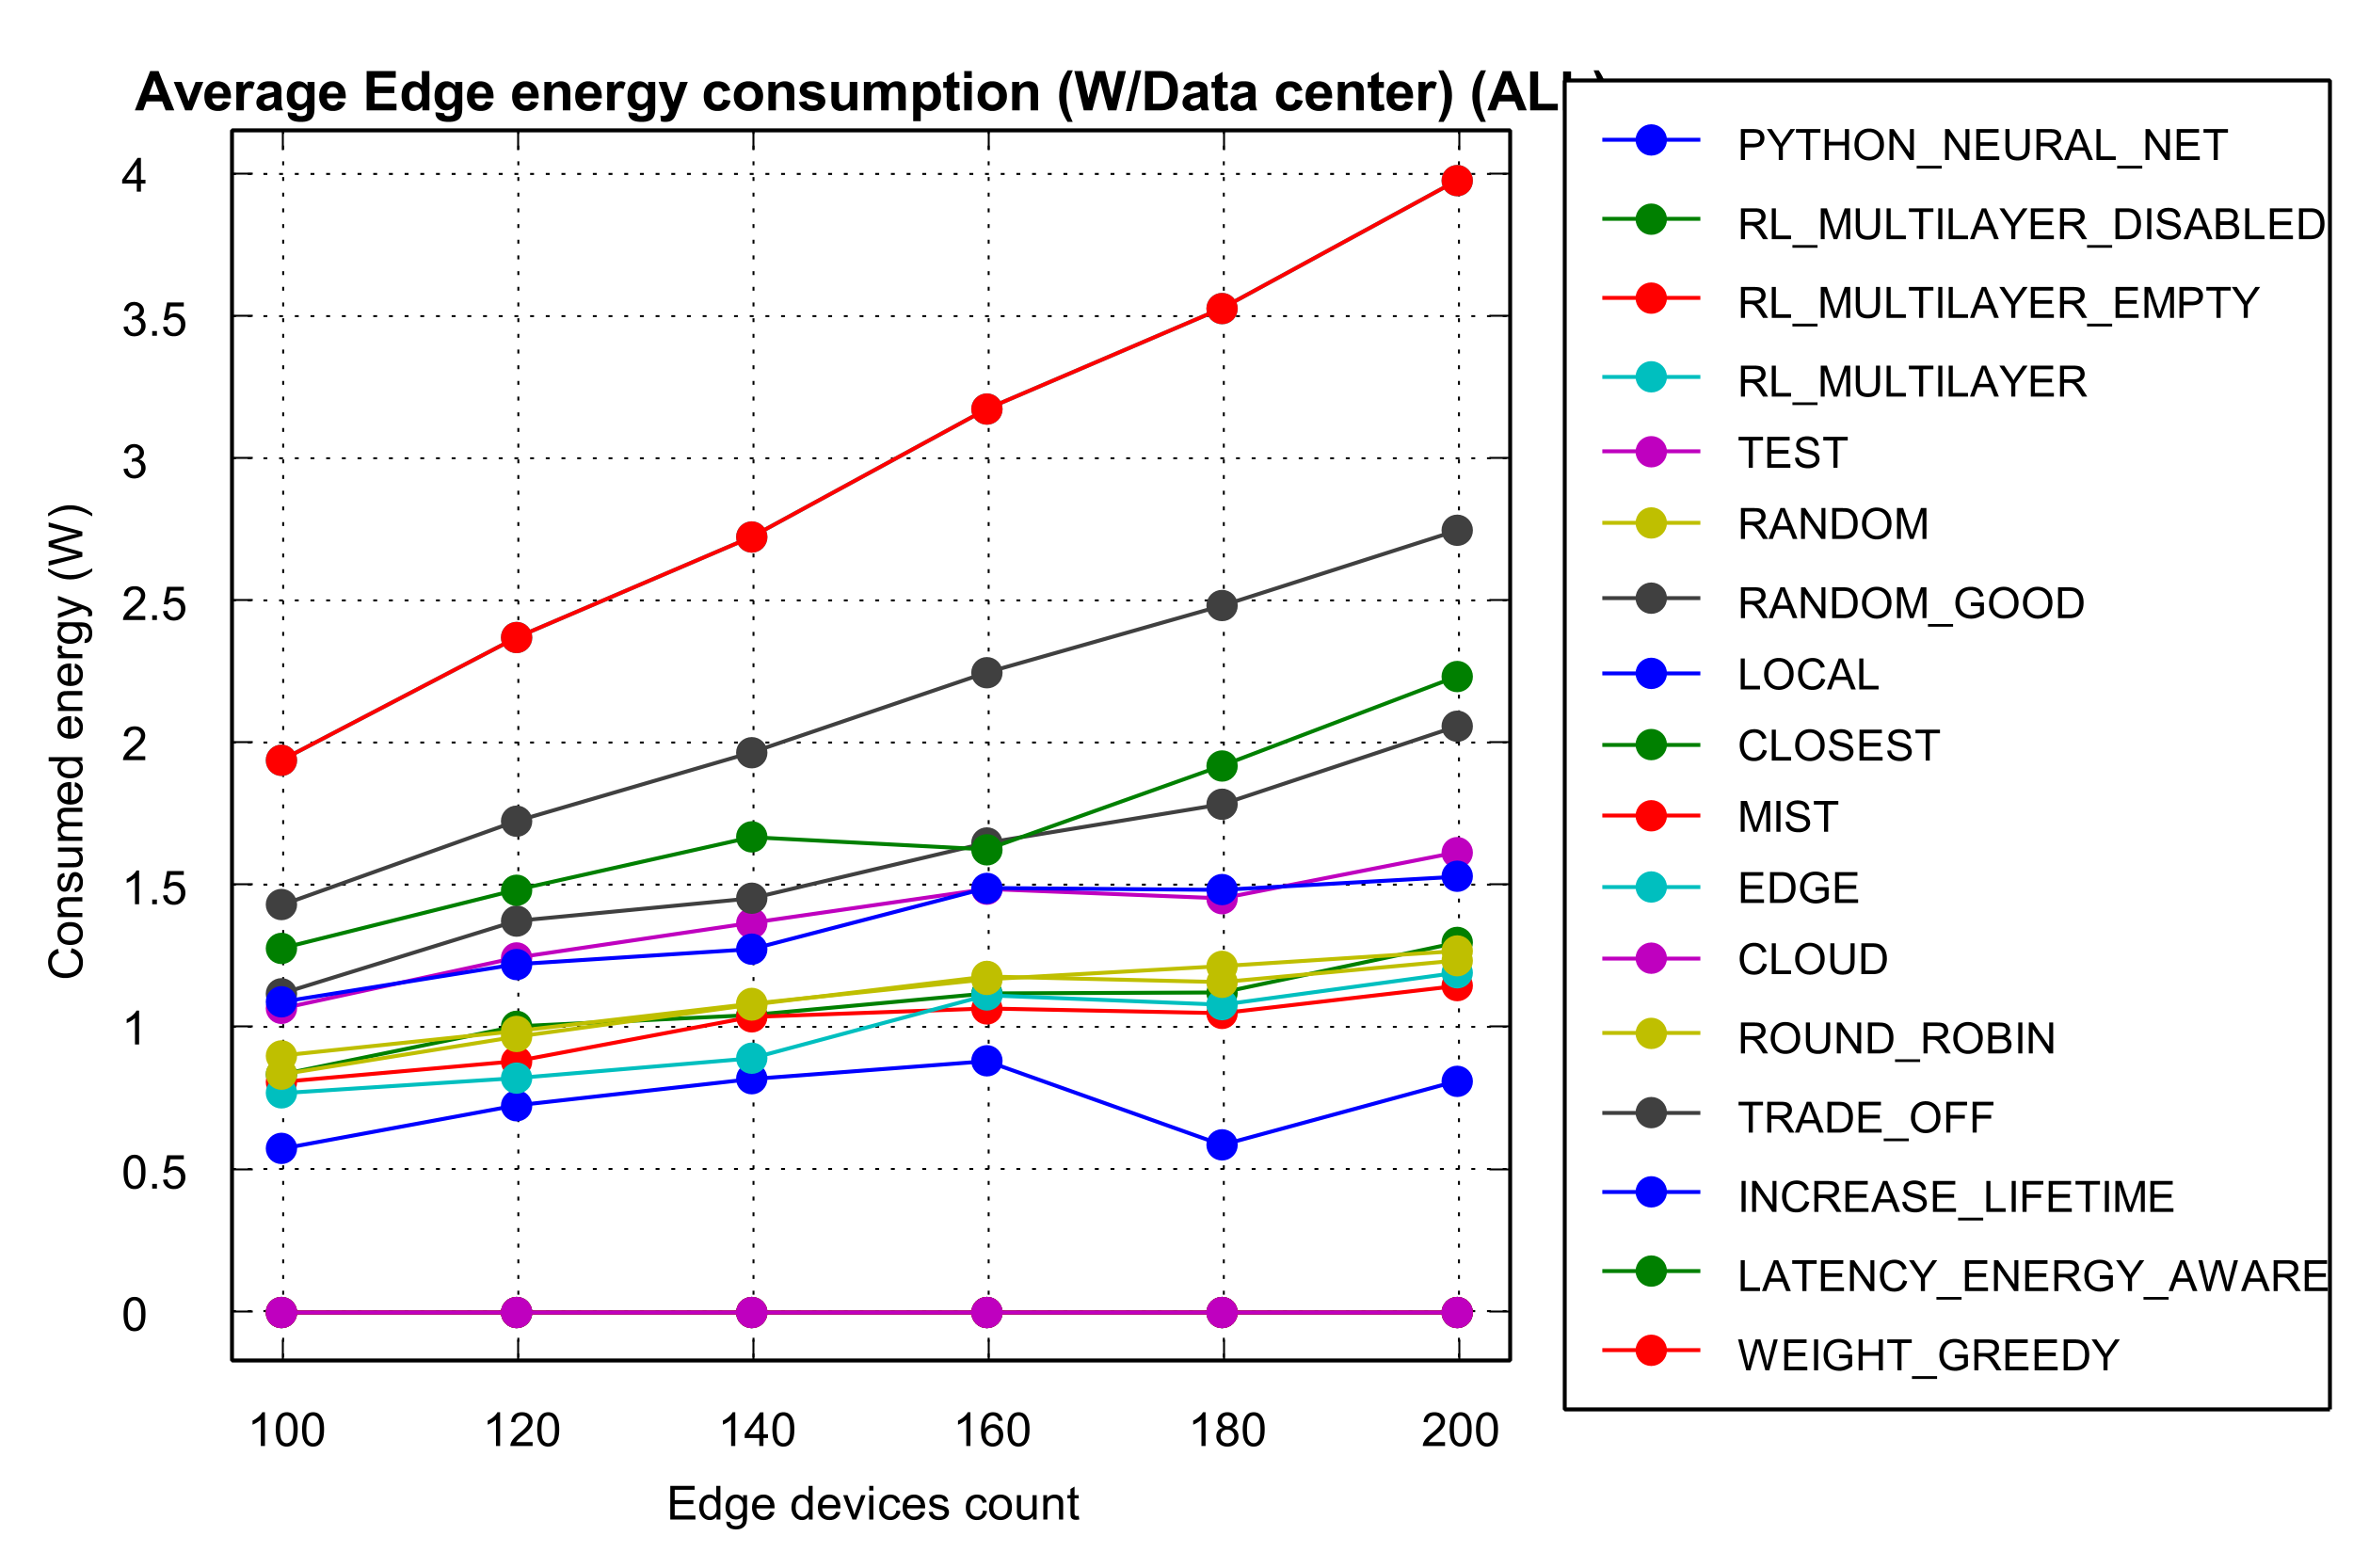 Average Edge energy consumption (W/Data center) (ALL)
4
3.5
3
2.5
2
1.5
1
0.5
0
Consumed energy (W)
100 120 140 160 180 200
Edge devices count
PYTHON_NEURAL_NET
RL_MULTILAYER_DISABLED
RL_MULTILAYER_EMPTY
RL_MULTILAYER
TEST
RANDOM
RANDOM_GOOD
LOCAL
CLOSEST
MIST
EDGE
CLOUD
ROUND_ROBIN
TRADE_OFF
INCREASE_LIFETIME
LATENCY_ENERGY_AWARE
WEIGHT_GREEDY